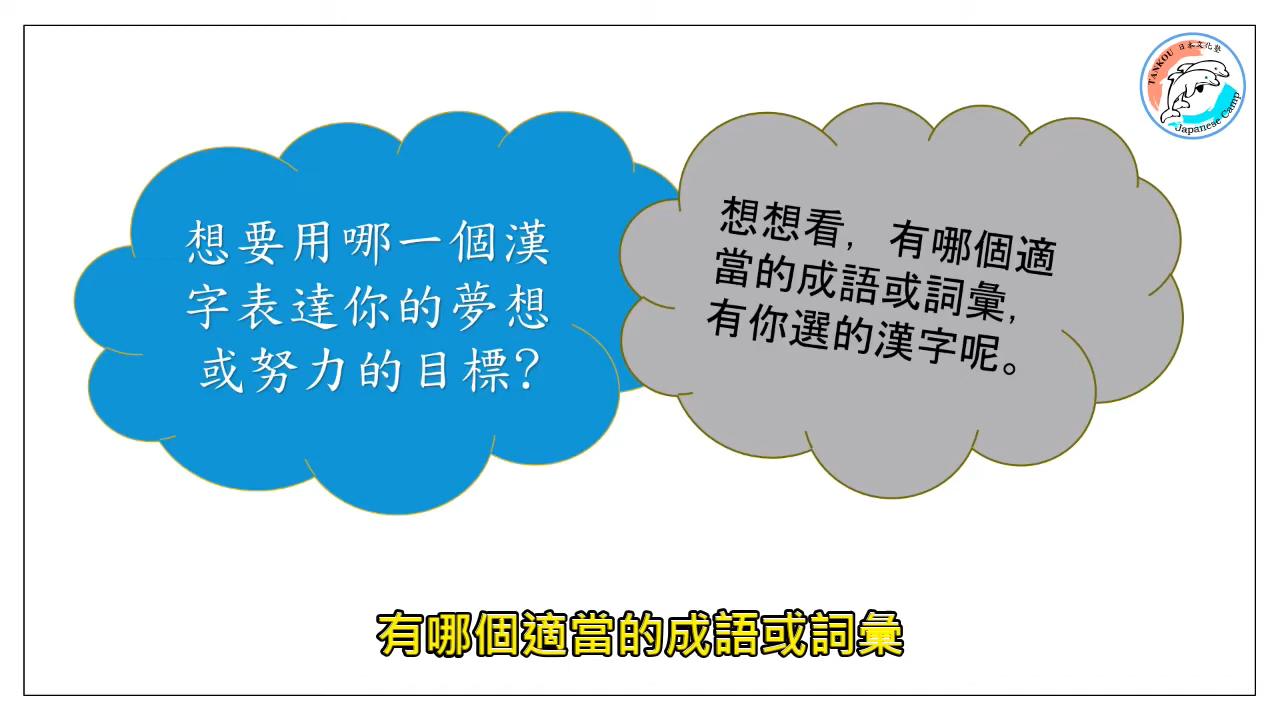 TANKOU 日本文化塾
Japanese Camp
想要用哪一個漢
字表達你的夢想
或努力的目標?
想想看，有哪個適
當的成語或詞彙，
有你選的漢字呢。
有哪個適當的成語或詞彙